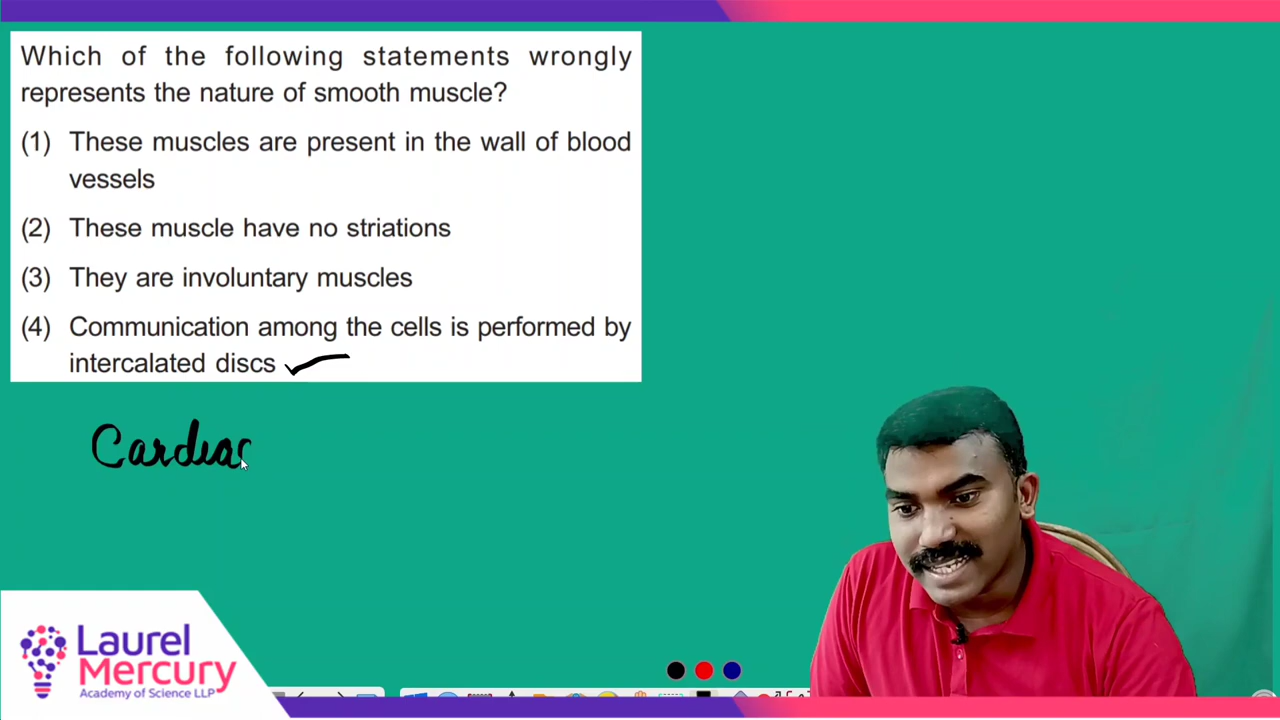 Which of the following statements wrongly
represents the nature of smooth muscle?
(1) These muscles are present in the wall of blood
vessels
(2) These muscle have no striations
(3) They are involuntary muscles
(4) Communication among the cells is performed by
intercalated discs
Cardiac
Laurel
Mercury
Academy of Science LLP